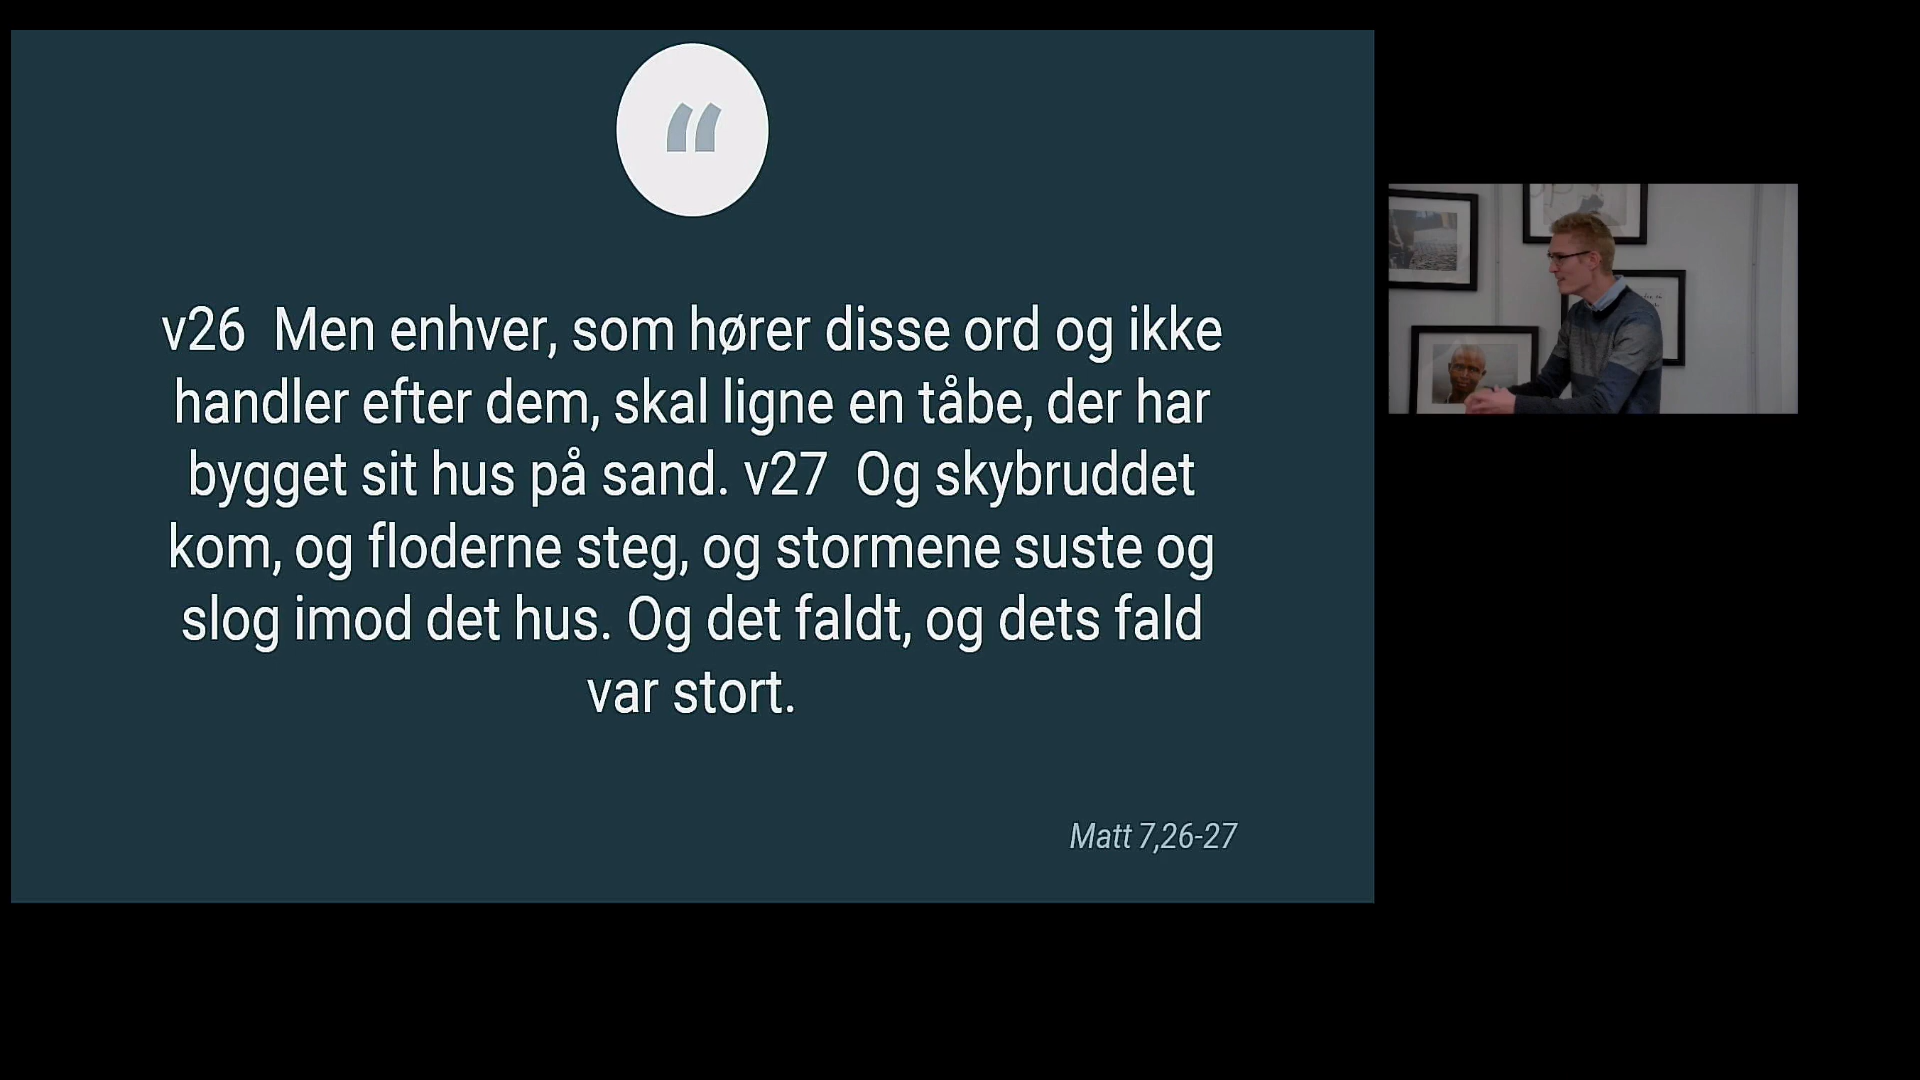 “
v26 Men enhver, som hører disse ord og ikke
handler efter dem, skal ligne en tåbe, der har
bygget sit hus på sand. v27 Og skybruddet
kom, og floderne steg, og stormene suste og
slog imod det hus. Og det faldt, og dets fald
var stort.
Matt 7,26-27